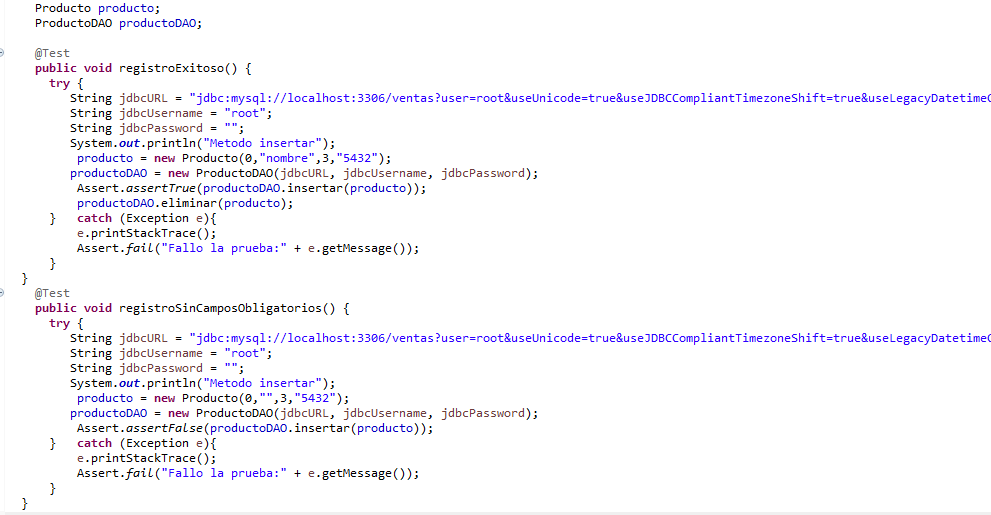 Producto producto;
ProductoDAO productoDAO;
@Test
public void registroExitoso() {
try {
String jdbcURL = "jdbc:mysql://localhost:3306/ventas?user=root&useUnicode=true&useJDBCCompliantTimezoneShift=true&useLegacyDatetimeC
String jdbcUsername = "root";
String jdbcPassword = "";
System.out.println("Metodo insertar");
producto = new Producto(0,"nombre",3,"5432");
productoDAO = new ProductoDAO(jdbcURL, jdbcUsername, jdbcPassword);
Assert.assertTrue(productoDAO.insertar(producto));
productoDAO.eliminar(producto);
} catch (Exception e){
e.printStackTrace();
Assert.fail("Fallo la prueba:" + e.getMessage());
}
}
@Test
public void registroSinCamposObligatorios() {
try {
String jdbcURL = "jdbc:mysql://localhost:3306/ventas?user=root&useUnicode=true&useJDBCCompliantTimezoneShift=true&useLegacyDatetimeC
String jdbcUsername = "root";
String jdbcPassword = "";
System.out.println("Metodo insertar");
producto = new Producto(0,"",3,"5432");
productoDAO = new ProductoDAO(jdbcURL, jdbcUsername, jdbcPassword);
Assert.assertFalse(productoDAO.insertar(producto));
} catch (Exception e){
e.printStackTrace();
Assert.fail("Fallo la prueba:" + e.getMessage());
}
}